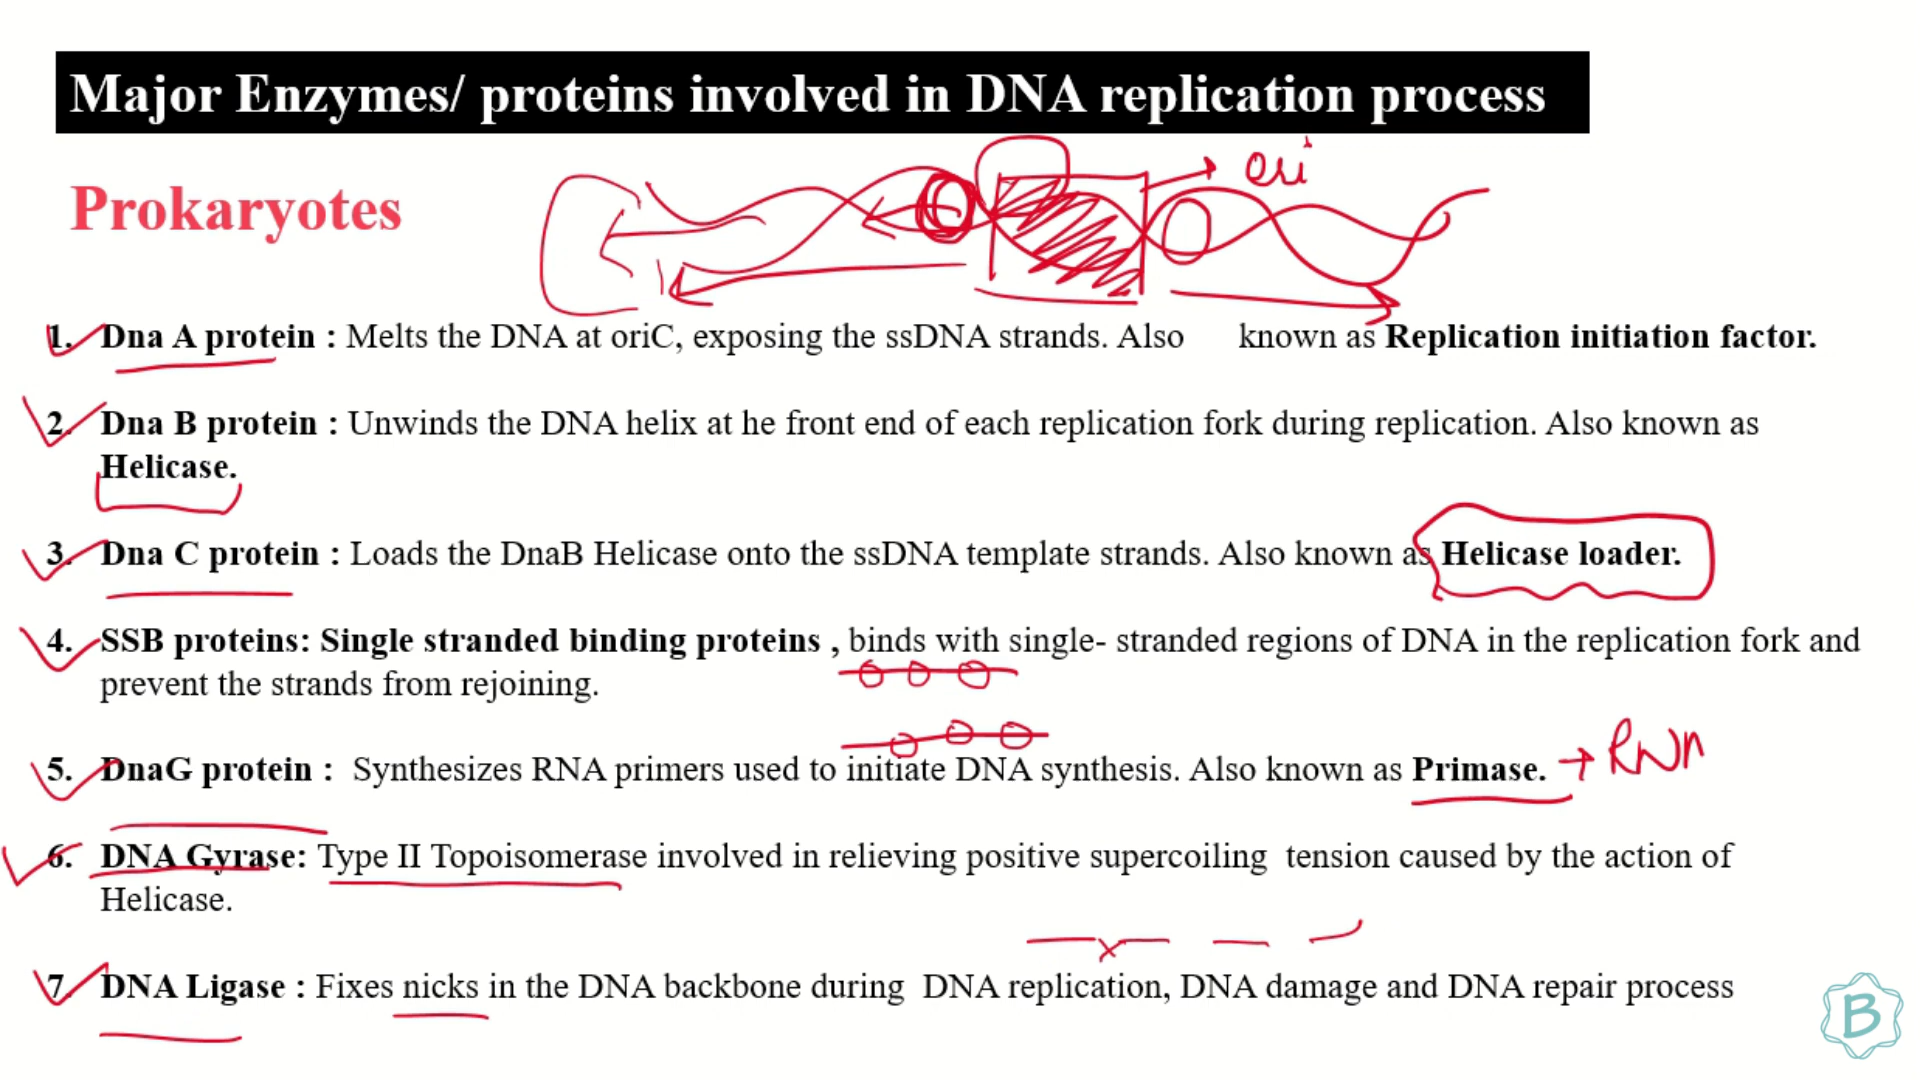 Major Enzymes/ proteins involved in DNA replication process
ori
Prokaryotes
1. Dna A protein : Melts the DNA at oriC, exposing the ssDNA strands. Also known as Replication initiation factor.
2. Dna B protein : Unwinds the DNA helix at he front end of each replication fork during replication. Also known as
Helicase.
3. Dna C protein : Loads the DnaB Helicase onto the ssDNA template strands. Also known as Helicase loader.
4. SSB proteins: Single stranded binding proteins , binds with single- stranded regions of DNA in the replication fork and
prevent the strands from rejoining.
5. DnaG protein : Synthesizes RNA primers used to initiate DNA synthesis. Also known as Primase. → RNA
6. DNA Gyrase: Type II Topoisomerase involved in relieving positive supercoiling tension caused by the action of
Helicase.
7. DNA Ligase : Fixes nicks in the DNA backbone during DNA replication, DNA damage and DNA repair process
B